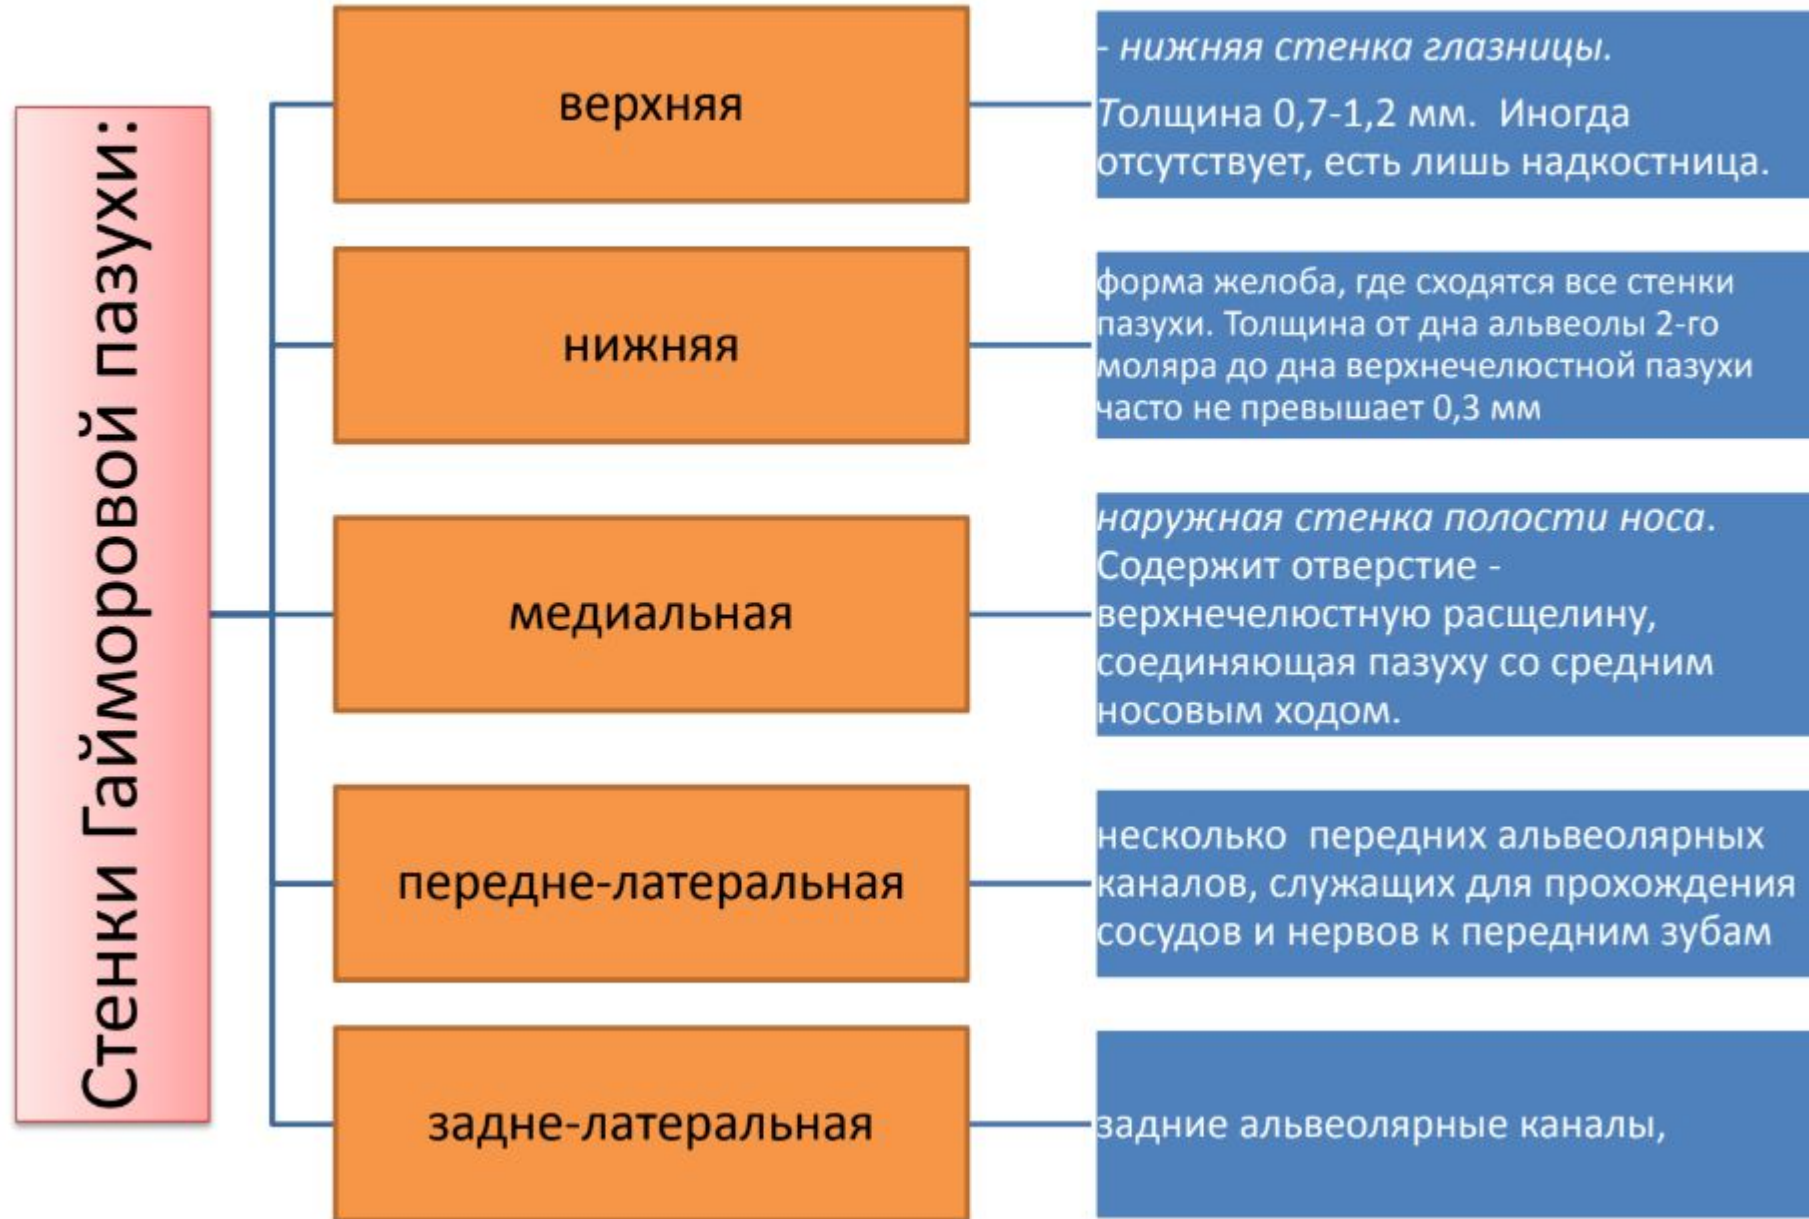 Стенки Гайморовой пазухи:
верхняя
- нижняя стенка глазницы.
Толщина 0,7-1,2 мм. Иногда
отсутствует, есть лишь надкостница.
нижняя
форма желоба, где сходятся все стенки
пазухи. Толщина от дна альвеолы 2-го
моляра до дна верхнечелюстной пазухи
часто не превышает 0,3 мм
медиальная
наружная стенка полости носа.
Содержит отверстие -
верхнечелюстную расщелину,
соединяющая пазуху со средним
носовым ходом.
передне-латеральная
несколько передних альвеолярных
каналов, служащих для прохождения
сосудов и нервов к передним зубам
задне-латеральная
задние альвеолярные каналы,